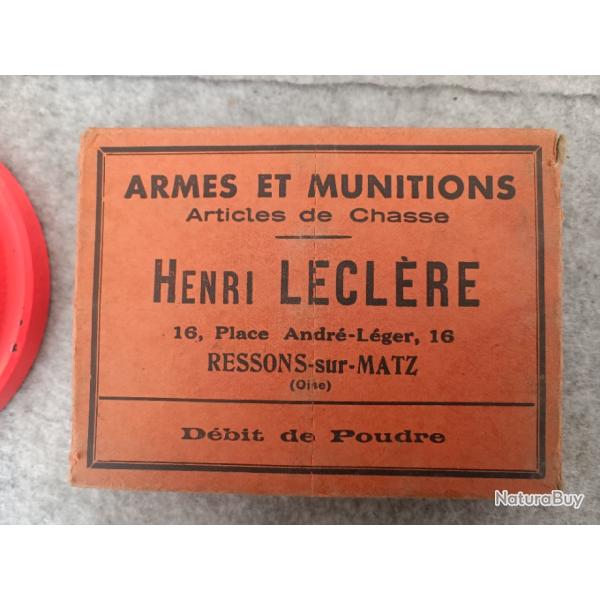 ARMES ET MUNITIONS
Articles de Chasse
HENRI LECLÈRE
16, Place André-Léger, 16
RESSONS-sur-MATZ
(Oise)
Débit de Poudre
NaturaBuy